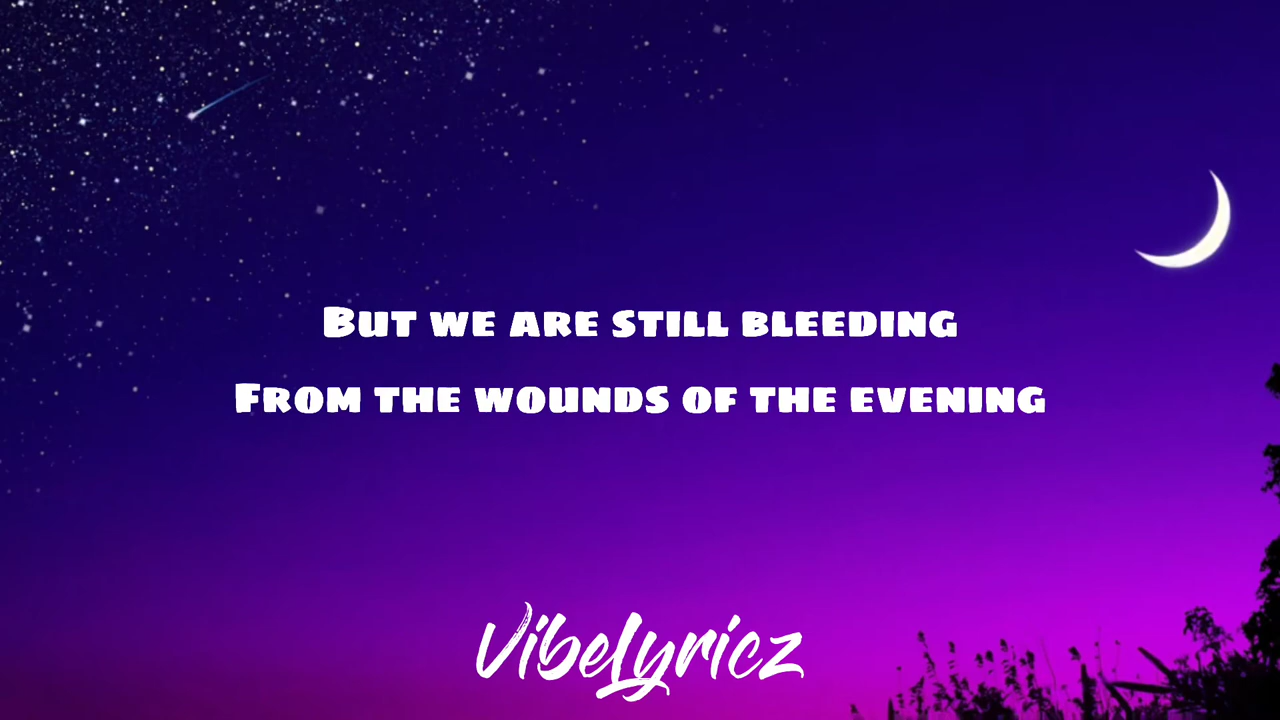 But we are still bleeding
From the wounds of the evening
VibeLyricz